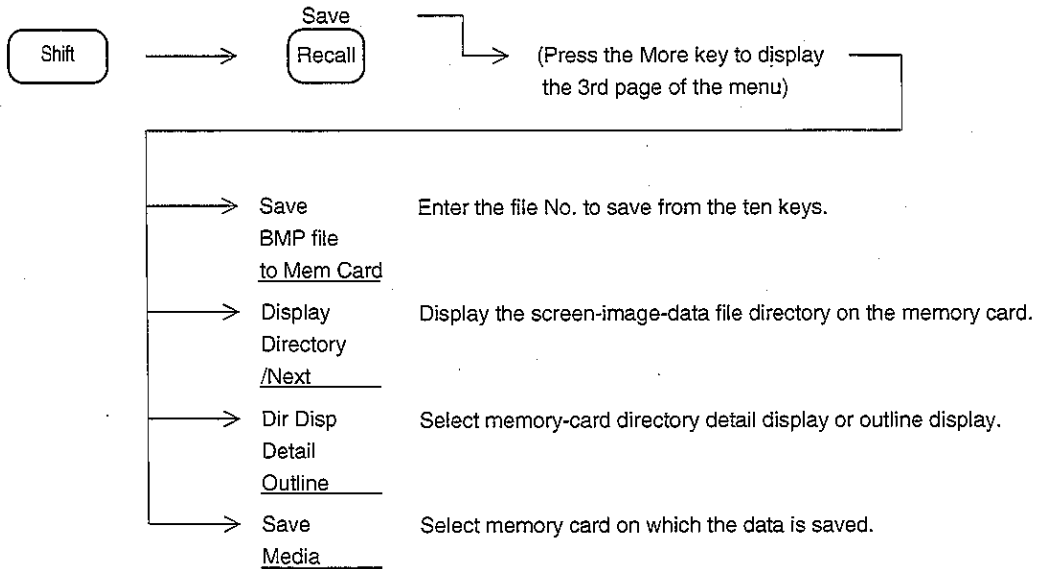 Save
Shift
Recall
(Press the More key to display
the 3rd page of the menu)
Save
BMP file
to Mem Card
Enter the file No. to save from the ten keys.
Display
Directory
/Next
Display the screen-image-data file directory on the memory card.
Dir Disp
Detail
Outline
Select memory-card directory detail display or outline display.
Save
Media
Select memory card on which the data is saved.